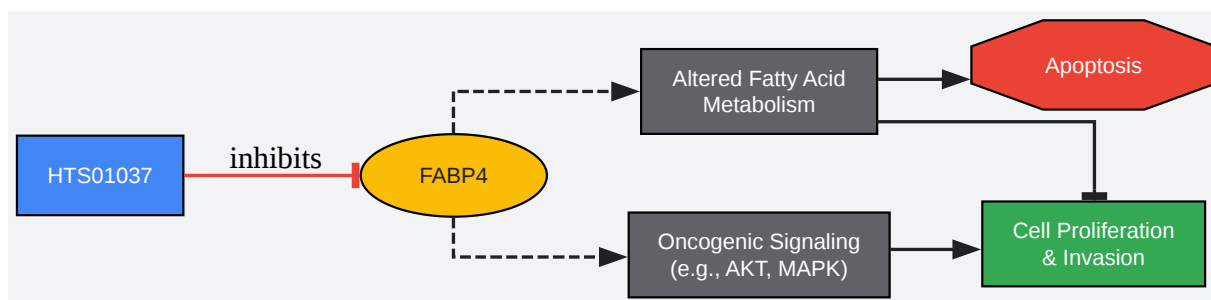 HTS01037
inhibits
FABP4
Altered Fatty Acid
Metabolism
Apoptosis
Oncogenic Signaling
(e.g., AKT, MAPK)
Cell Proliferation
& Invasion